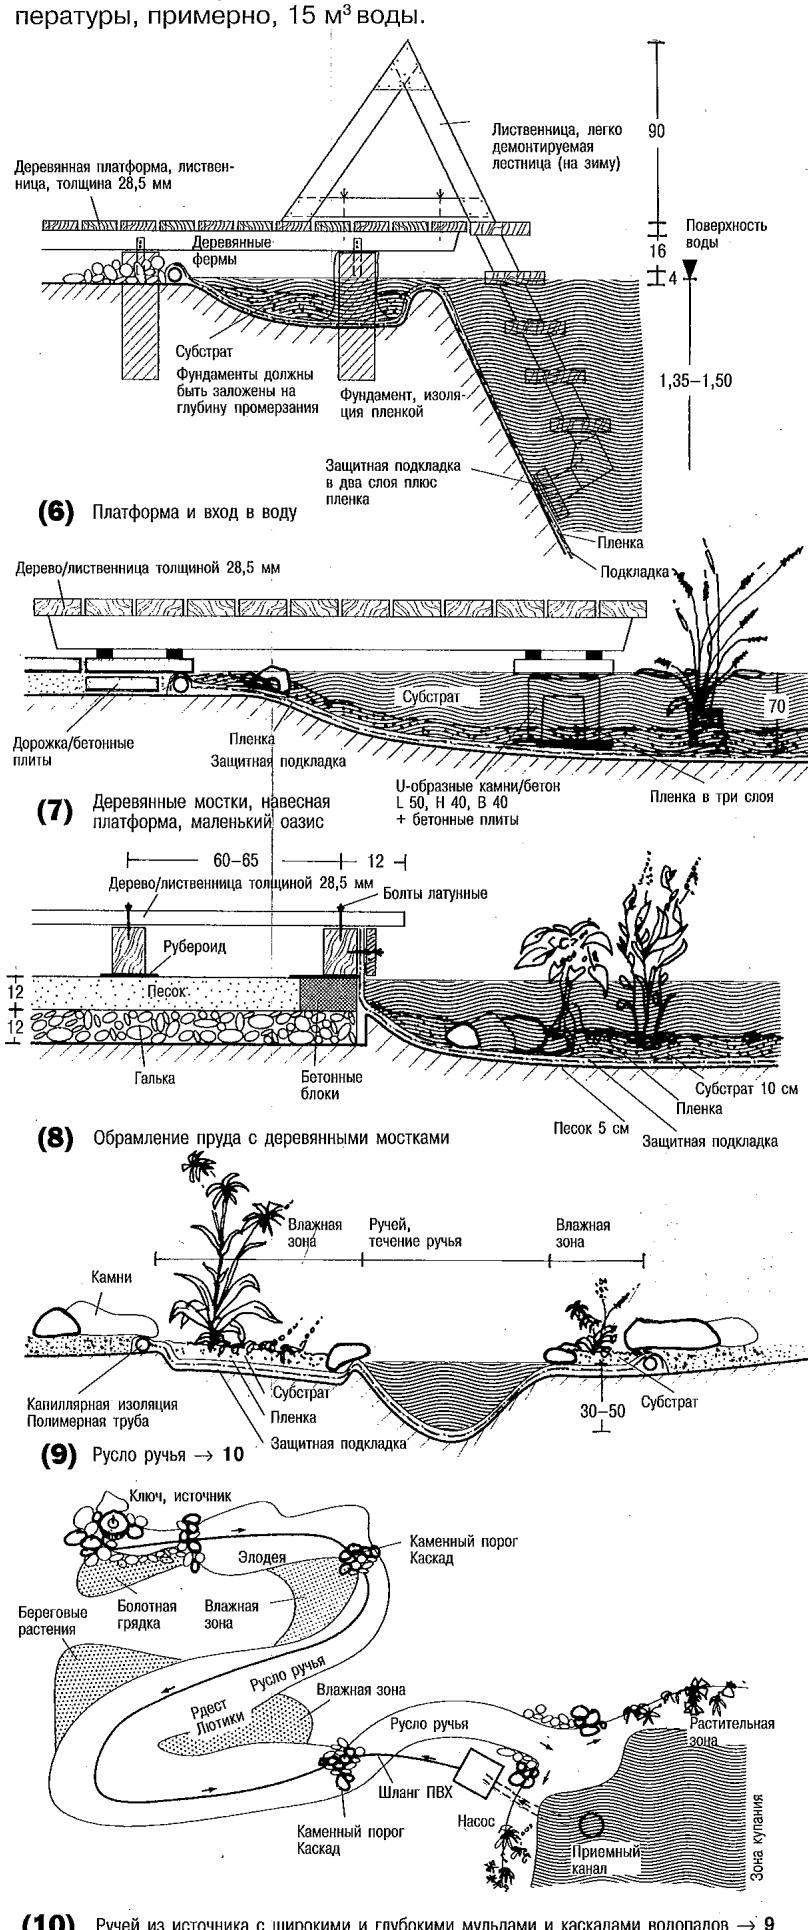 пературы, примерно, 15 м³ воды.
Лиственница, легко
демонтируемая
лестница (на зиму)
90
Деревянная платформа, листвен-
ница, толщина 28,5 мм
Поверхность
воды
Деревянные
фермы
16
4
Субстрат
Фундаменты должны
быть заложены на
глубину промерзания
Фундамент, изоля-
ция пленкой
1,35–1,50
Защитная подкладка
в два слоя плюс
пленка
(6) Платформа и вход в воду
Пленка
Подкладка
Дерево/лиственница толщиной 28,5 мм
Субстрат
70
Дорожка/бетонные
плиты
Пленка
Защитная подкладка
U-образные камни/бетон
L 50, H 40, B 40
+ бетонные плиты
Пленка в три слоя
(7) Деревянные мостки, навесная
платформа, маленький оазис
60–65
12
Дерево/лиственница толщиной 28,5 мм
Болты латунные
Рубероид
Песок
12
12
Галька
Бетонные
блоки
Субстрат 10 см
Пленка
Песок 5 см
Защитная подкладка
(8) Обрамление пруда с деревянными мостками
Влажная
зона
Ручей,
течение ручья
Влажная
зона
Камни
Капиллярная изоляция
Полимерная труба
Субстрат
Пленка
Защитная подкладка
30–50
Субстрат
(9) Русло ручья → 10
Ключ, источник
Элодея
Каменный порог
Каскад
Болотная
грядка
Влажная
зона
Береговые
растения
Русло ручья
Рдест
Лютики
Влажная зона
Русло ручья
Растительная
зона
Шланг ПВХ
Насос
Каменный порог
Каскад
Приемный
канал
Зона купания
(10) Ручей из источника с широкими и глубокими мульдами и каскадами водопадов → 9